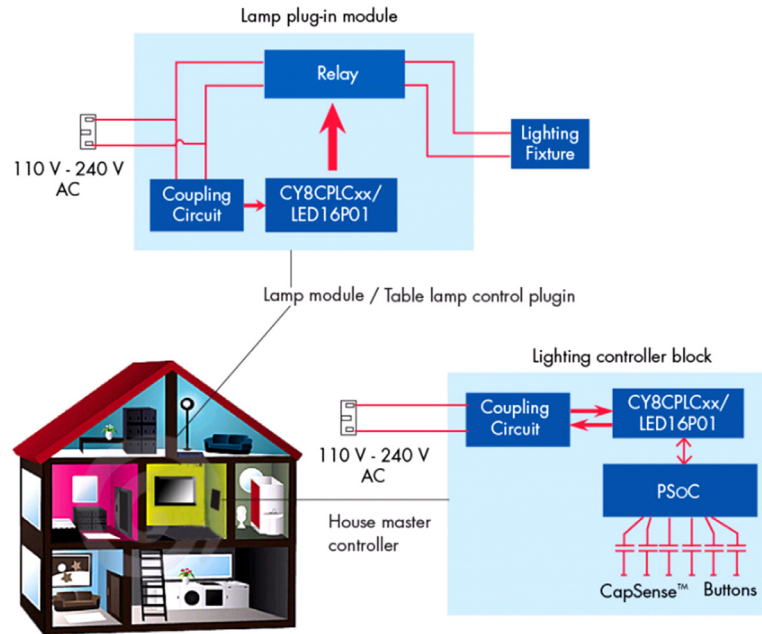 Lamp plug-in module
Relay
Lighting
Fixture
110 V - 240 V
AC
Coupling
Circuit
CY8CPLCxx/
LED16P01
Lamp module / Table lamp control plugin
Lighting controller block
Coupling
Circuit
CY8CPLCxx/
LED16P01
110 V - 240 V
AC
PSoC
House master
controller
CapSense™ Buttons